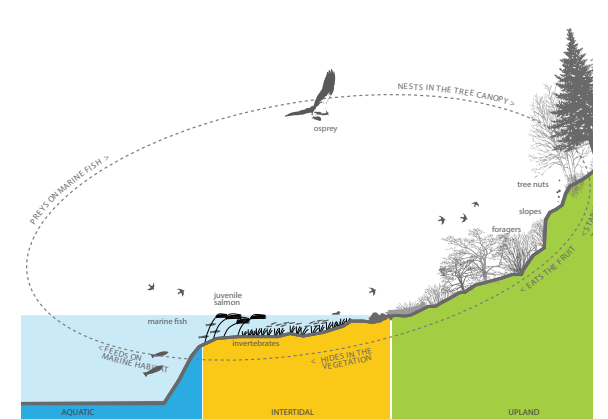 NESTS IN THE TREE CANOPY >
osprey
PREYS ON MARINE FISH >
tree nuts
slopes
foragers
< EATS THE FRUIT
juvenile
salmon
marine fish
invertebrates
< FEEDS ON
MARINE HABITAT
< HIDES IN THE
VEGETATION
AQUATIC
INTERTIDAL
UPLAND